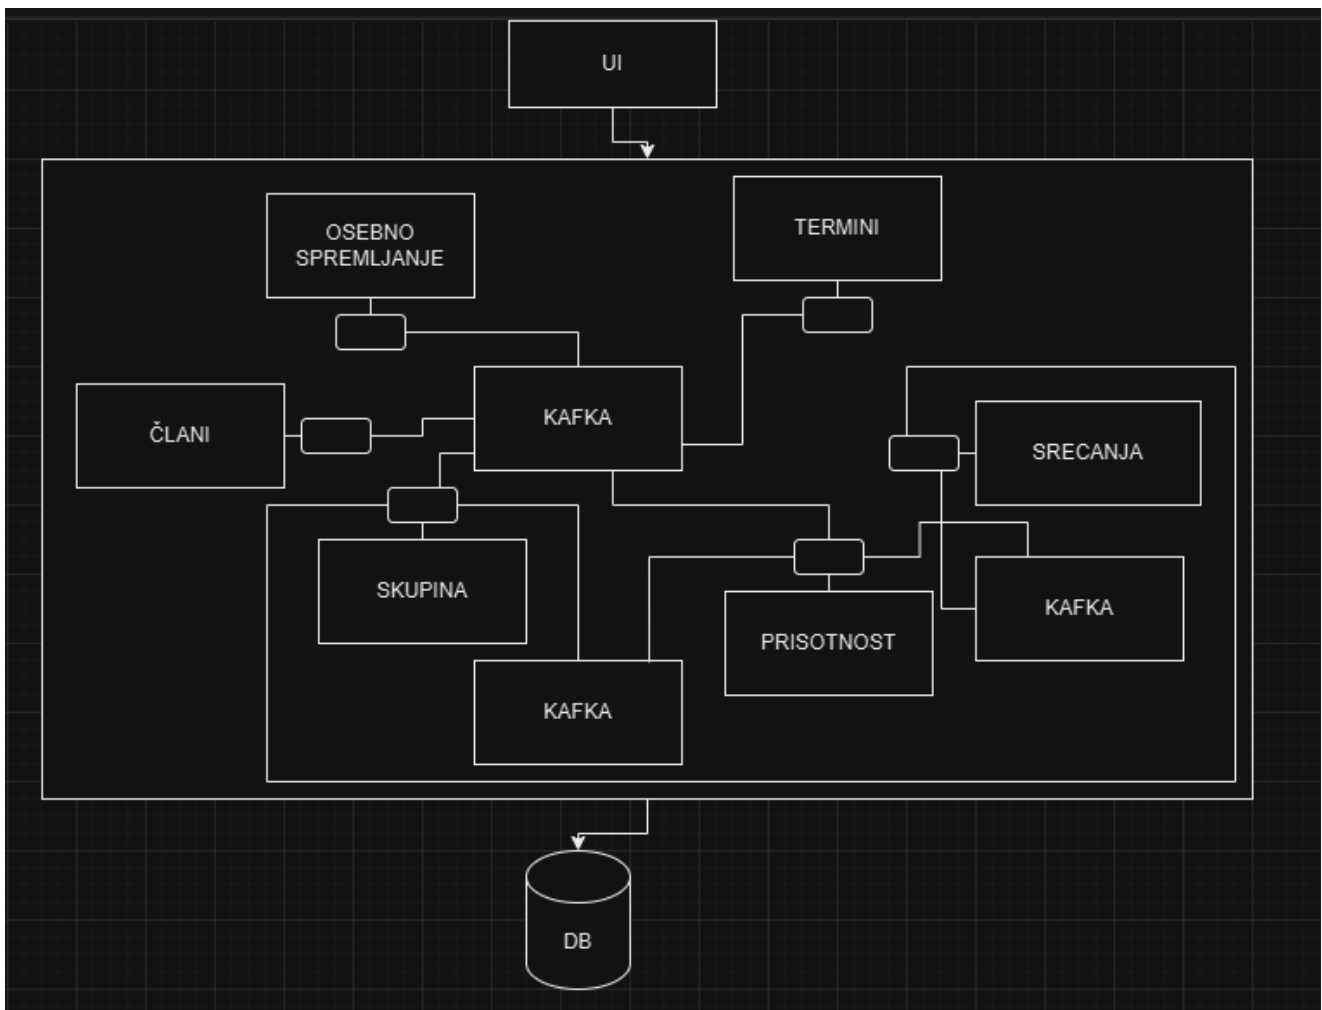 UI
OSEBNO
SPREMLJANJE
TERMINI
KAFKA
ČLANI
SRECANJA
SKUPINA
KAFKA
PRISOTNOST
KAFKA
DB